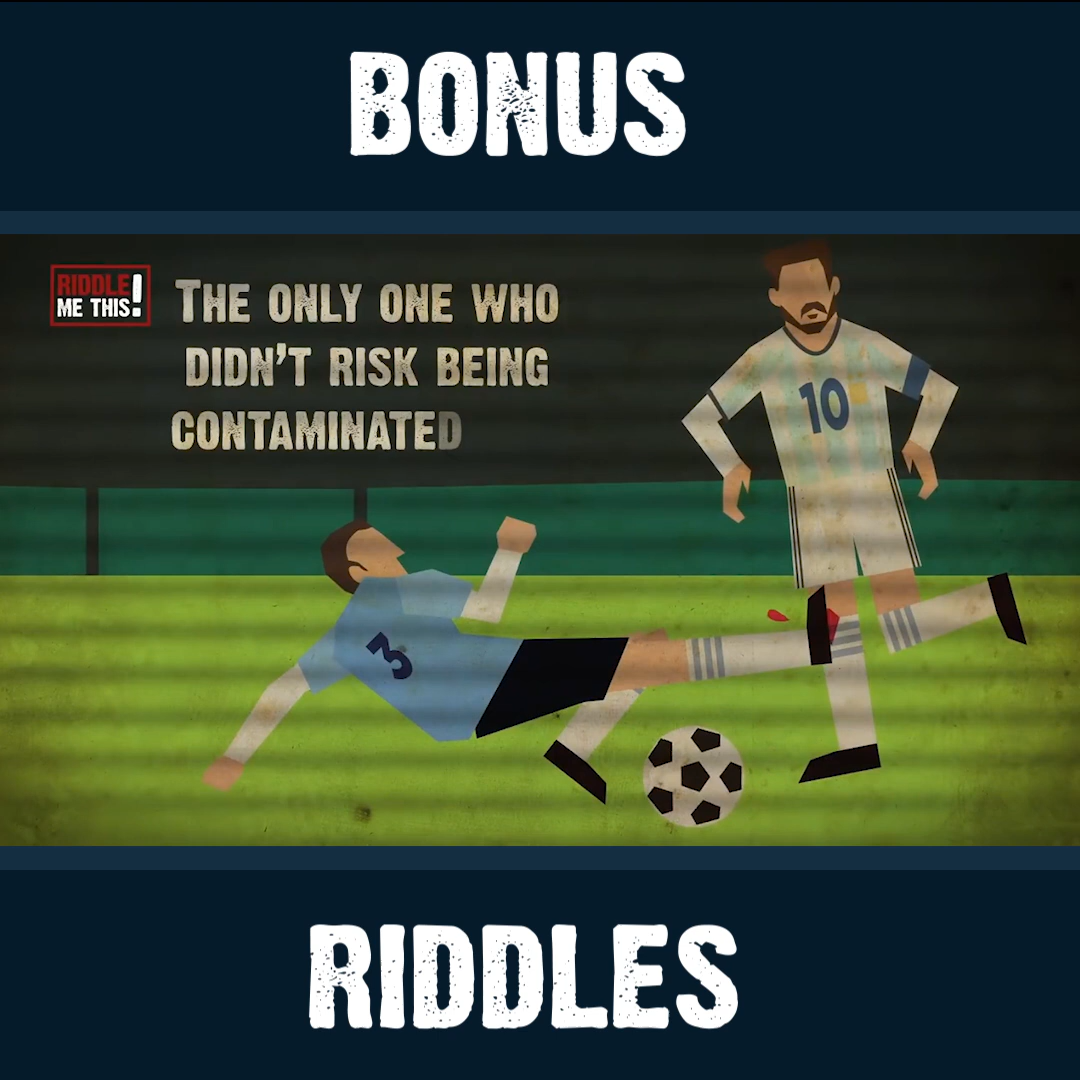 BONUS
RIDDLE
ME THIS!
THE ONLY ONE WHO
DIDN'T RISK BEING
CONTAMINATED
10
3
RIDDLES